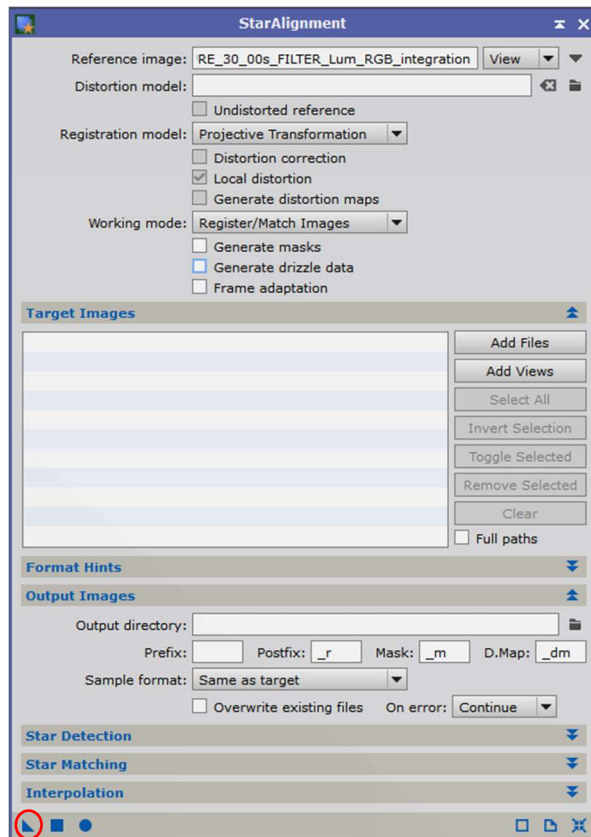 StarAlignment
Reference image: RE_30_00s_FILTER_Lum_RGB_integration View
Distortion model:
Undistorted reference
Registration model: Projective Transformation
Distortion correction
Local distortion
Generate distortion maps
Working mode: Register/Match Images
Generate masks
Generate drizzle data
Frame adaptation
Target Images
Add Files
Add Views
Select All
Invert Selection
Toggle Selected
Remove Selected
Clear
Full paths
Format Hints
Output Images
Output directory:
Prefix: Postfix: _r Mask: _m D.Map: _dm
Sample format: Same as target
Overwrite existing files On error: Continue
Star Detection
Star Matching
Interpolation